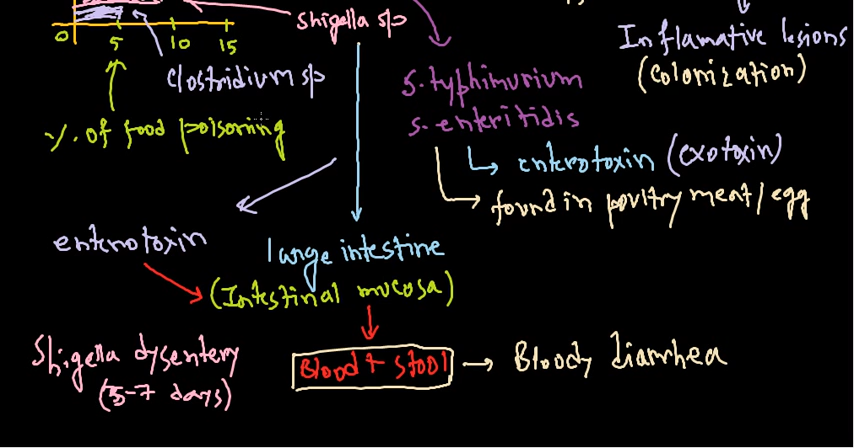 0 5 10 15
Shigella sp
Clostridium sp
%. of food poisoning
S. typhimurium
S. enteritidis
enterotoxin (exotoxin)
found in poultry meat/egg
Inflamative lesions
(Colonization)
enterotoxin
large intestine
(Intestinal mucosa)
Shigella dysentery
(5-7 days)
Blood + Stool → Bloody diarrhea